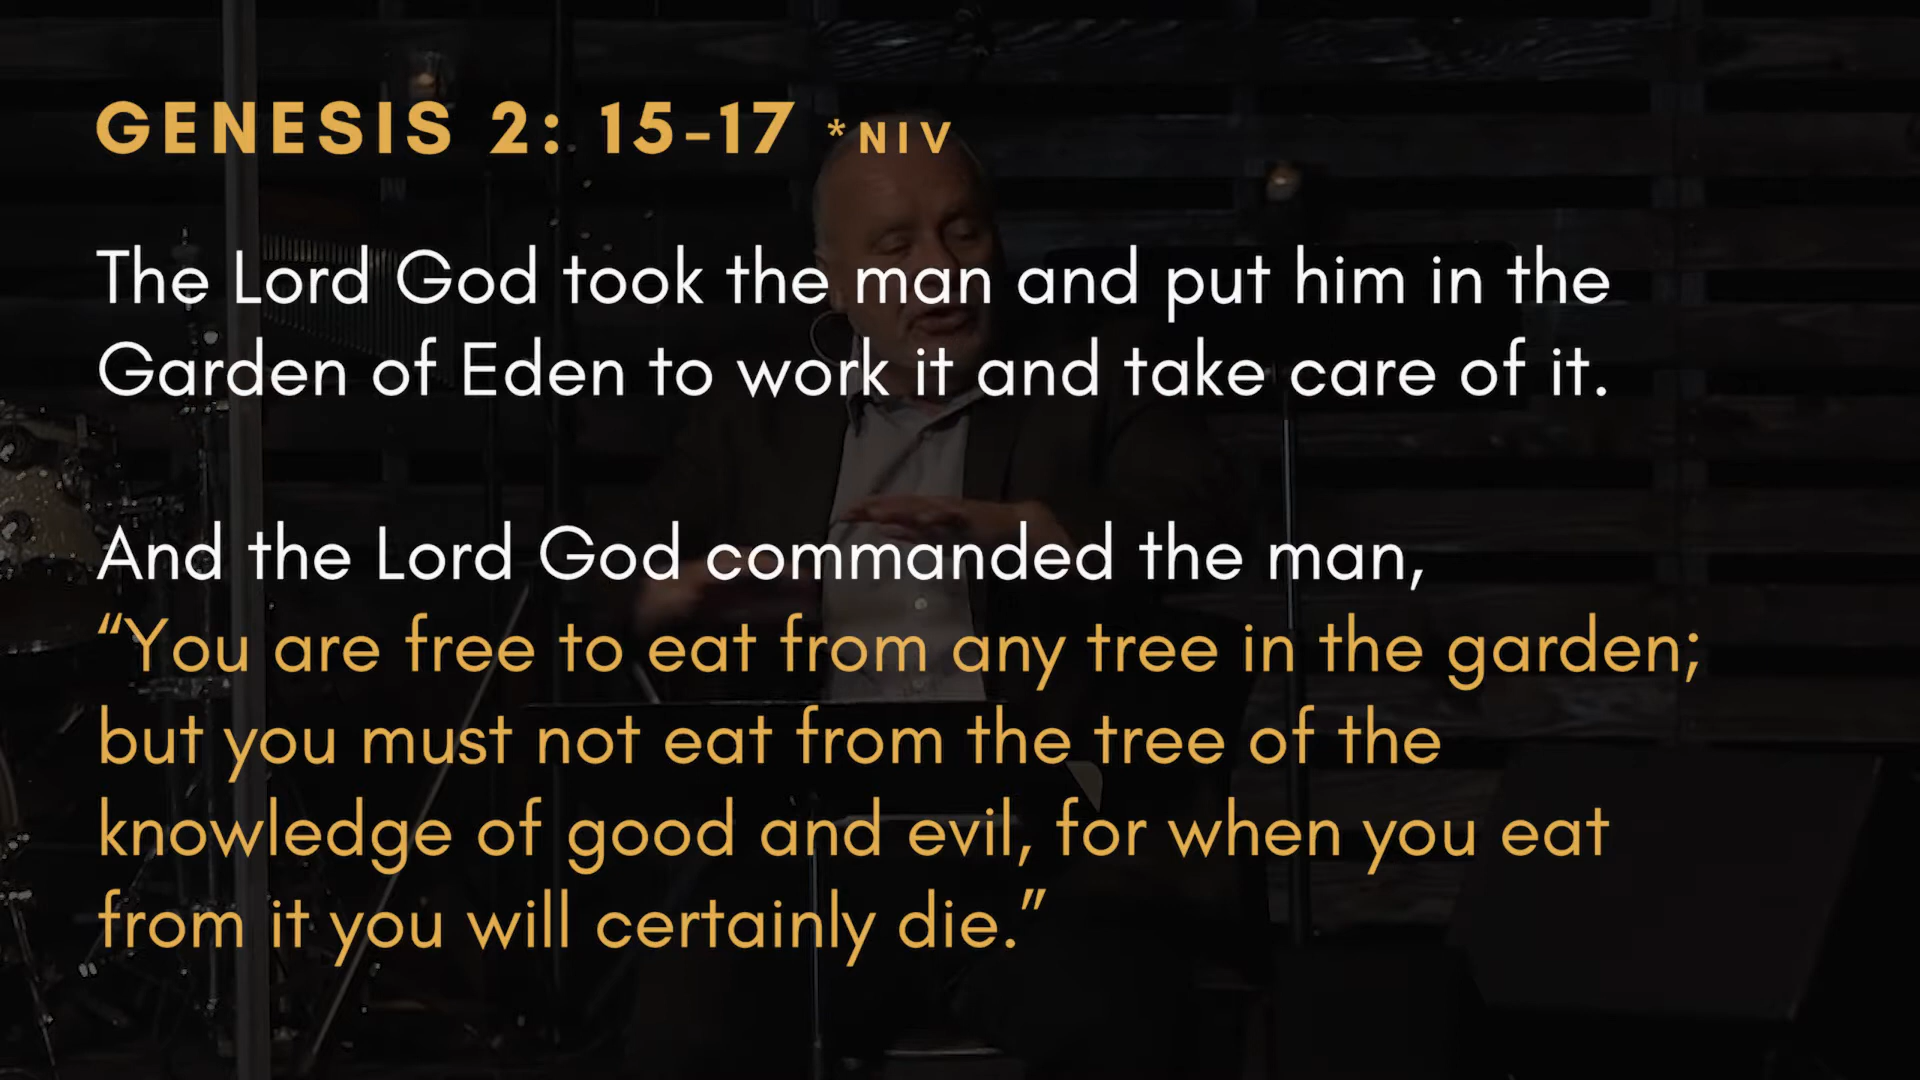 GENESIS 2: 15-17 *NIV
The Lord God took the man and put him in the
Garden of Eden to work it and take care of it.
And the Lord God commanded the man,
“You are free to eat from any tree in the garden;
but you must not eat from the tree of the
knowledge of good and evil, for when you eat
from it you will certainly die.”